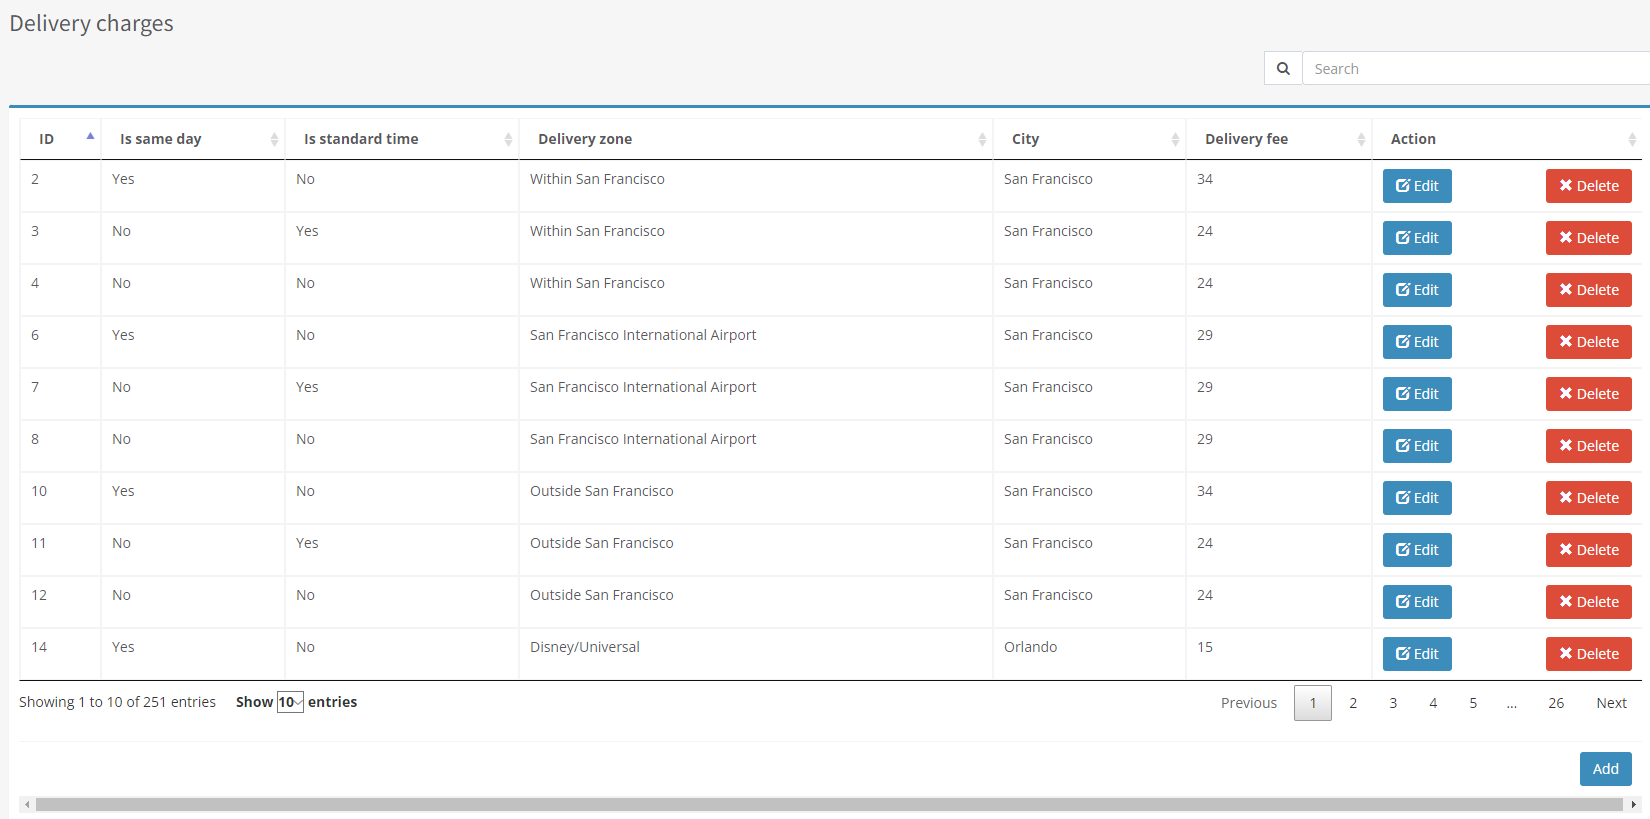 Delivery charges
Search
ID Is same day Is standard time Delivery zone City Delivery fee Action
2 Yes No Within San Francisco San Francisco 34 Edit Delete
3 No Yes Within San Francisco San Francisco 24 Edit Delete
4 No No Within San Francisco San Francisco 24 Edit Delete
6 Yes No San Francisco International Airport San Francisco 29 Edit Delete
7 No Yes San Francisco International Airport San Francisco 29 Edit Delete
8 No No San Francisco International Airport San Francisco 29 Edit Delete
10 Yes No Outside San Francisco San Francisco 34 Edit Delete
11 No Yes Outside San Francisco San Francisco 24 Edit Delete
12 No No Outside San Francisco San Francisco 24 Edit Delete
14 Yes No Disney/Universal Orlando 15 Edit Delete
Showing 1 to 10 of 251 entries Show 10 entries Previous 1 2 3 4 5 ... 26 Next
Add